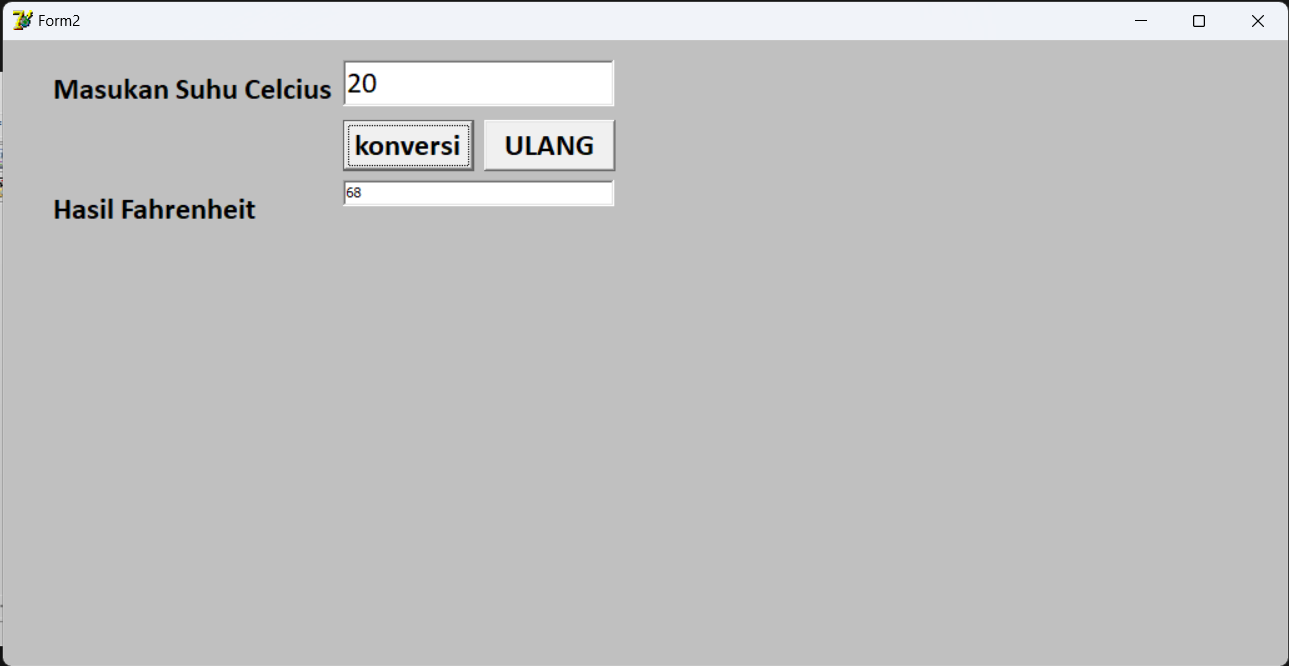 Form2
Masukan Suhu Celcius 20
konversi ULANG
Hasil Fahrenheit 68